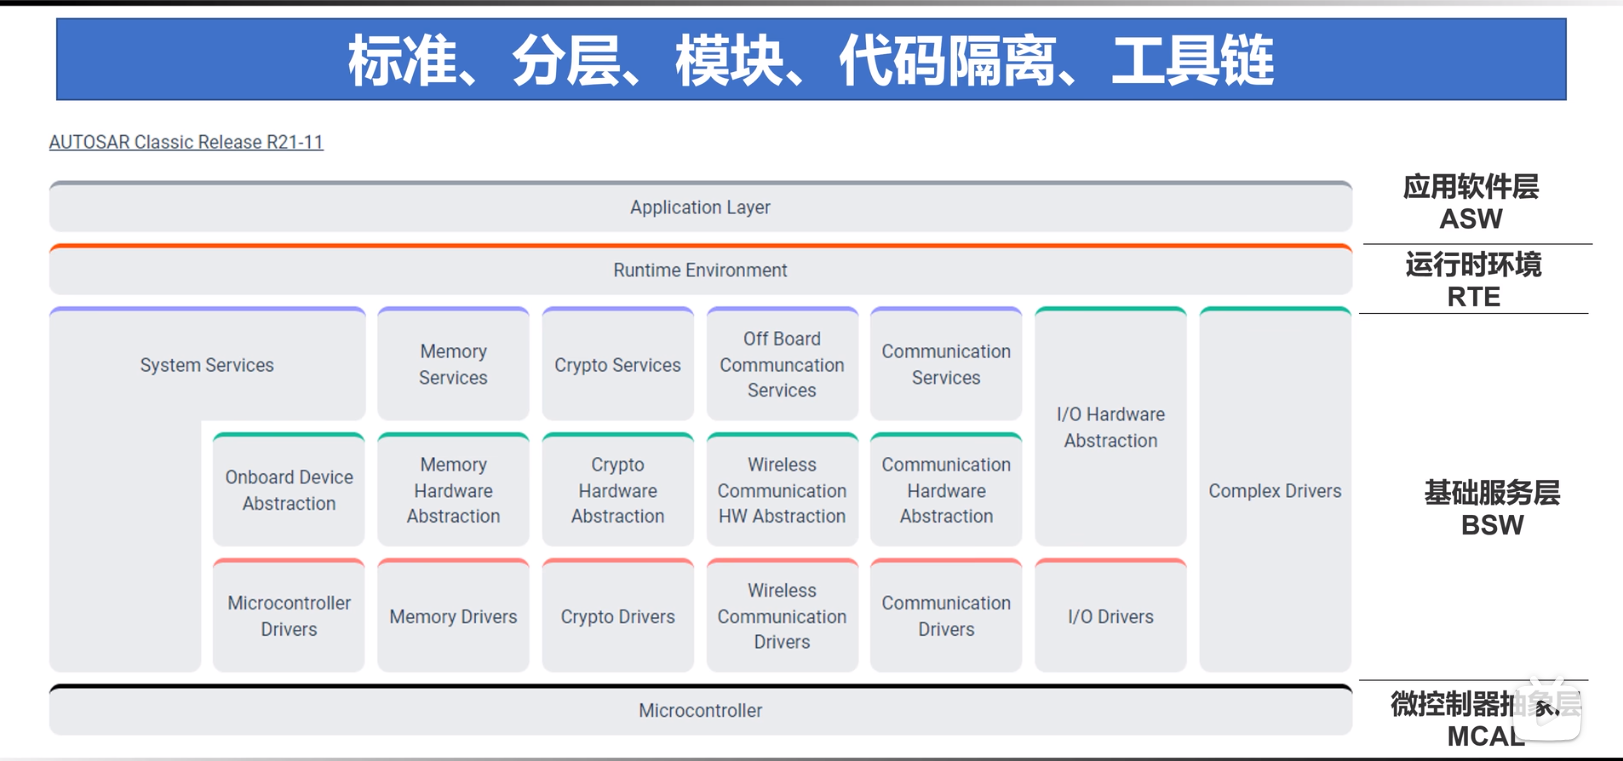 标准、分层、模块、代码隔离、工具链
AUTOSAR Classic Release R21-11
Application Layer
应用软件层
ASW
Runtime Environment
运行时环境
RTE
System Services
Memory
Services
Crypto Services
Off Board
Communcation
Services
Communication
Services
I/O Hardware
Abstraction
Complex Drivers
Onboard Device
Abstraction
Memory
Hardware
Abstraction
Crypto
Hardware
Abstraction
Wireless
Communication
HW Abstraction
Communication
Hardware
Abstraction
基础服务层
BSW
Microcontroller
Drivers
Memory Drivers
Crypto Drivers
Wireless
Communication
Drivers
Communication
Drivers
I/O Drivers
Microcontroller
微控制器抽象层
MCAL